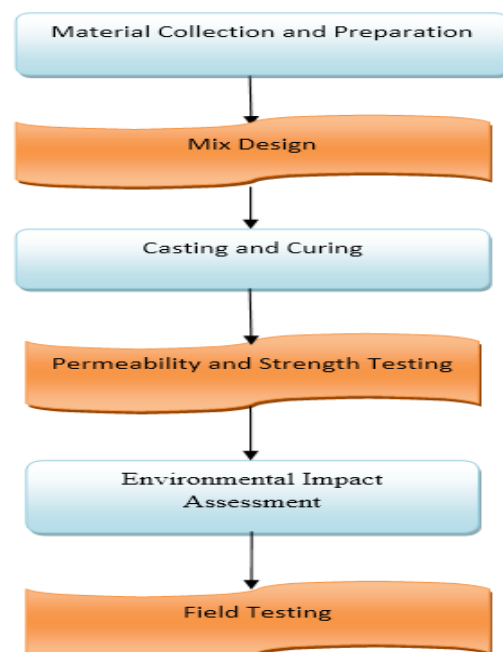 Material Collection and Preparation
Mix Design
Casting and Curing
Permeability and Strength Testing
Environmental Impact
Assessment
Field Testing